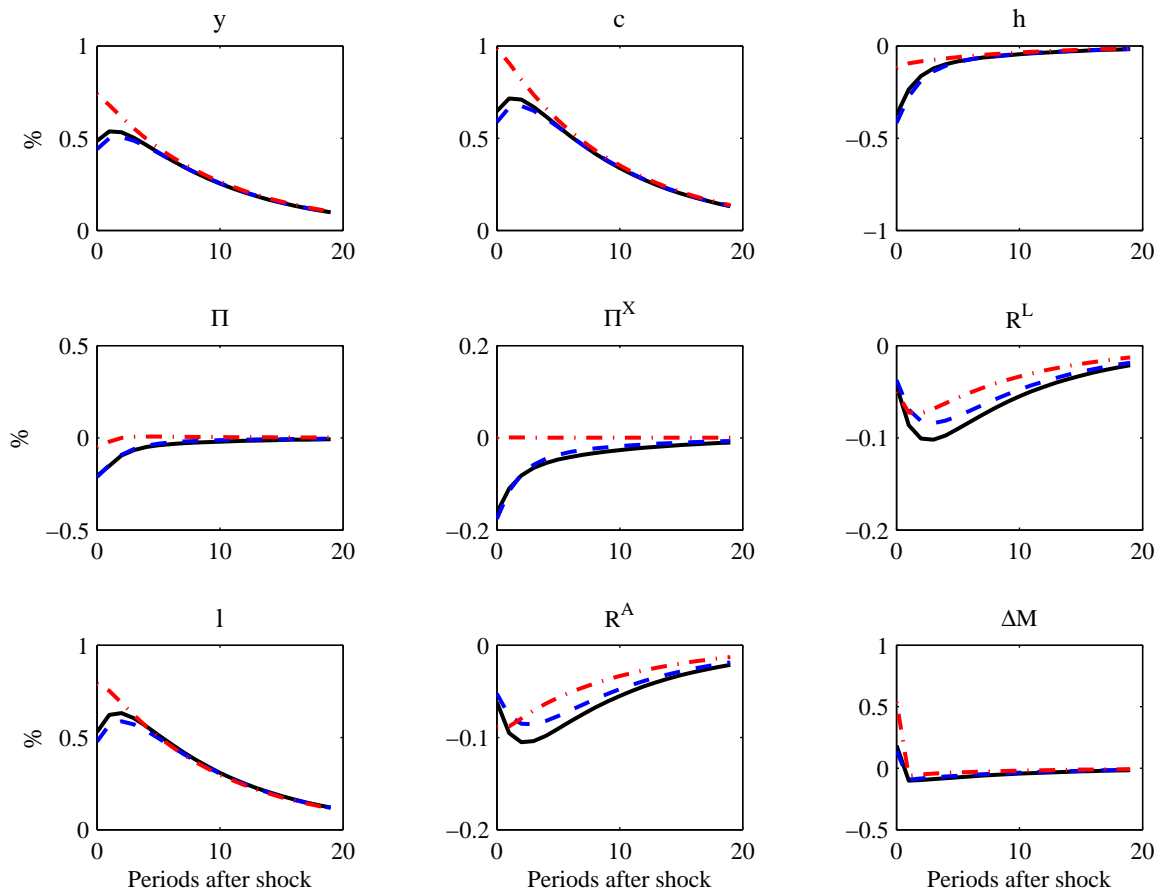 y c h
1 1 0
% 0.5 0.5 −0.5
0 0 −1
0 10 20 0 10 20 0 10 20
Π Π^X R^L
0.5 0.2 0
% 0 0 −0.1
−0.5 −0.2 −0.2
0 10 20 0 10 20 0 10 20
l R^A ΔM
1 0 1
0.5
% 0.5 −0.1
0
0 −0.2 −0.5
0 10 20 0 10 20 0 10 20
Periods after shock Periods after shock Periods after shock